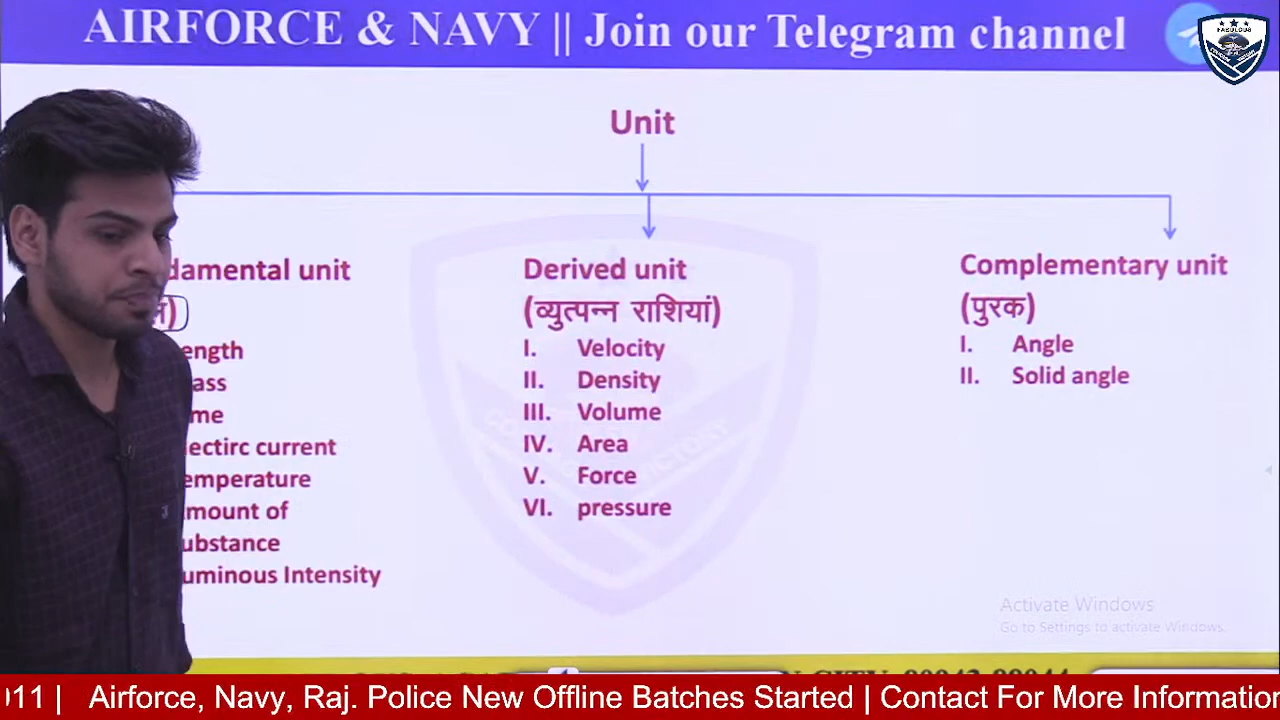 AIRFORCE & NAVY || Join our Telegram channel
FABULOUS
Unit
damental unit
ength
ass
me
ectirc current
emperature
mount of
ubstance
uminous Intensity
Derived unit
(व्युत्पन्न राशियां)
I. Velocity
II. Density
III. Volume
IV. Area
V. Force
VI. pressure
Complementary unit
(पुरक)
I. Angle
II. Solid angle
Activate Windows
Go to Settings to activate Windows.
011 | Airforce, Navy, Raj. Police New Offline Batches Started | Contact For More Information